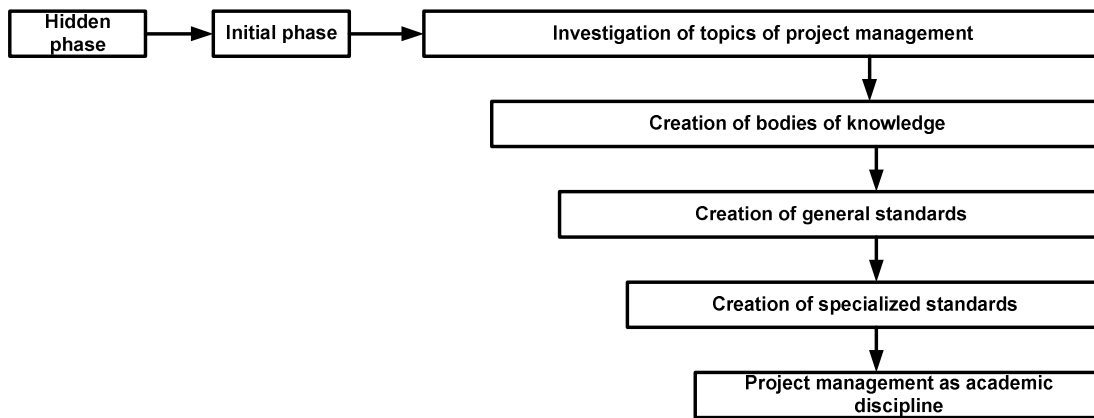 Hidden
phase
Initial phase
Investigation of topics of project management
Creation of bodies of knowledge
Creation of general standards
Creation of specialized standards
Project management as academic
discipline